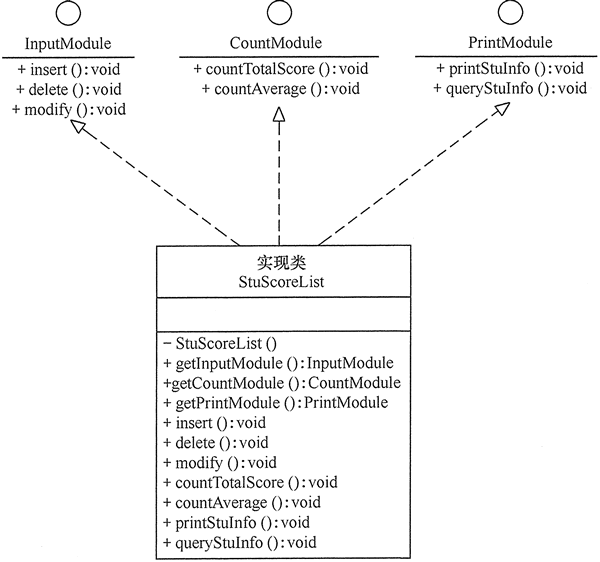 InputModule
+ insert ( ) : void
+ delete ( ) : void
+ modify ( ) : void
CountModule
+ countTotalScore ( ) : void
+ countAverage ( ) : void
PrintModule
+ printStuInfo ( ) : void
+ queryStuInfo ( ) : void
实现类
StuScoreList
− StuScoreList ( )
+ getInputModule ( ) : InputModule
+getCountModule ( ) : CountModule
+ getPrintModule ( ) : PrintModule
+ insert ( ) : void
+ delete ( ) : void
+ modify ( ) : void
+ countTotalScore ( ) : void
+ countAverage ( ) : void
+ printStuInfo ( ) : void
+ queryStuInfo ( ) : void